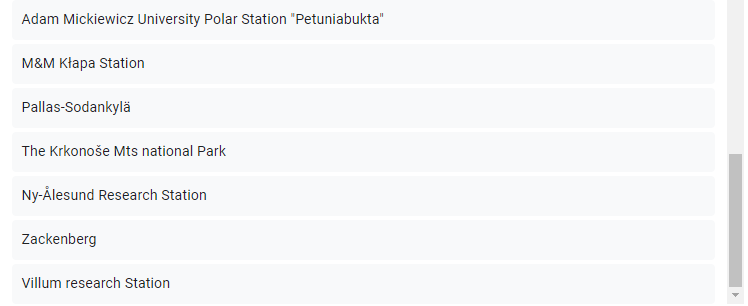 Adam Mickiewicz University Polar Station "Petuniabukta"
M&M Kłapa Station
Pallas-Sodankylä
The Krkonoše Mts national Park
Ny-Ålesund Research Station
Zackenberg
Villum research Station